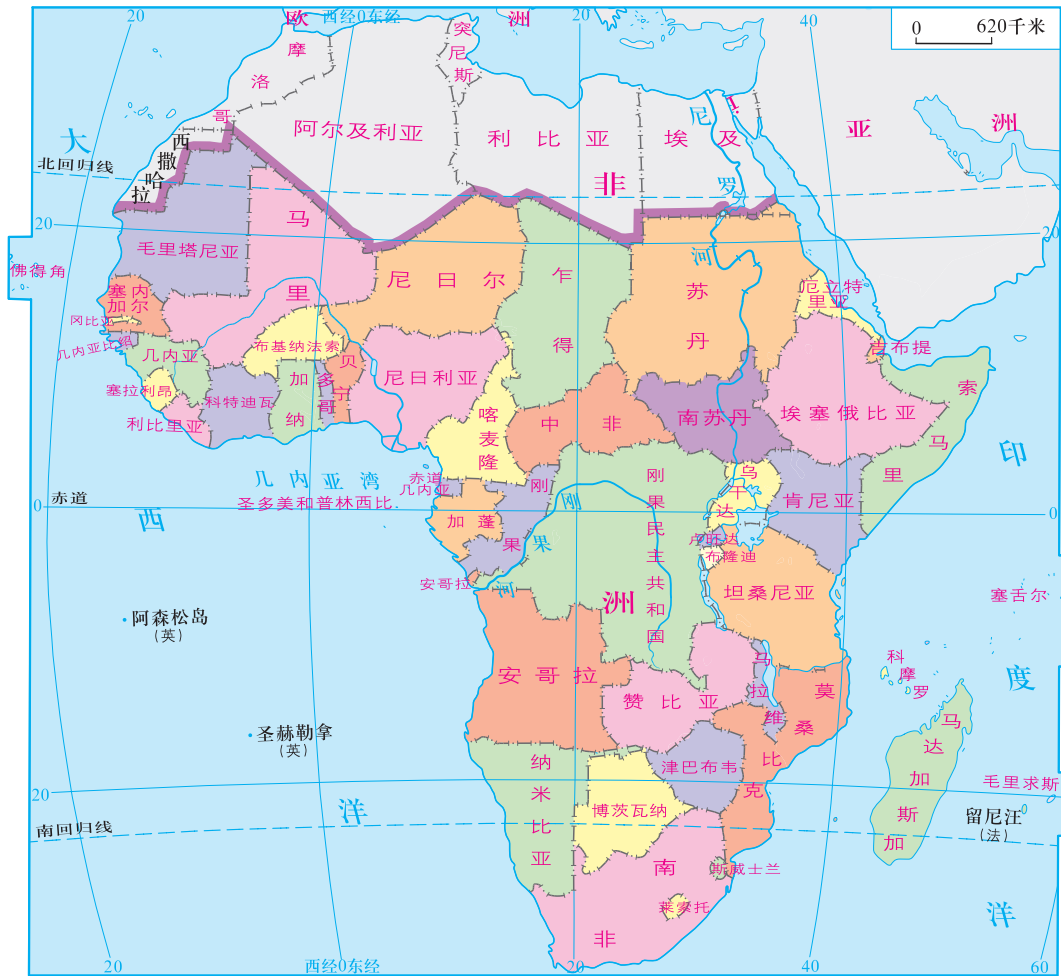 20
西经0东经
20
40
0 620千米
欧 洲
突尼斯
摩洛哥
阿尔及利亚
利比亚
埃及
尼罗河
亚 洲
大西洋
北回归线
西撒哈拉
非洲
20
20
佛得角
毛里塔尼亚
马里
尼日尔
乍得
苏丹
厄立特里亚
吉布提
塞内加尔
冈比亚
几内亚比绍
几内亚
塞拉利昂
利比里亚
科特迪瓦
布基纳法索
加纳
多哥
贝宁
尼日利亚
喀麦隆
中非
南苏丹
埃塞俄比亚
索马里
印度洋
几内亚湾
赤道几内亚
圣多美和普林西比
赤道
0
0
加蓬
刚果
刚果河
刚果民主共和国
乌干达
肯尼亚
卢旺达
布隆迪
坦桑尼亚
塞舌尔
安哥拉
阿森松岛
(英)
安哥拉
赞比亚
马拉维
莫桑比克
科摩罗
马达加斯加
圣赫勒拿
(英)
纳米比亚
津巴布韦
博茨瓦纳
毛里求斯
留尼汪
(法)
20
南回归线
斯威士兰
莱索托
南非
20
西经0东经
20
40
60